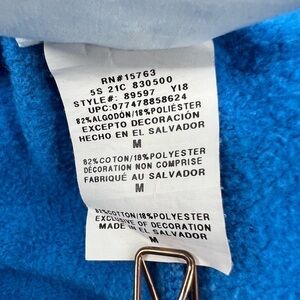 RN#15763
5S 21C 830500
STYLE#: 89597 Y18
UPC:077478858624
82%ALGODÓN/18%POLIÉSTER
EXCEPTO DECORACIÓN
HECHO EN EL SALVADOR
M
82%COTON/18%POLYESTER
DÉCORATION NON COMPRISE
FABRIQUÉ AU SALVADOR
M
82%COTTON/18%POLYESTER
EXCLUSIVE OF DECORATION
MADE IN EL SALVADOR
M